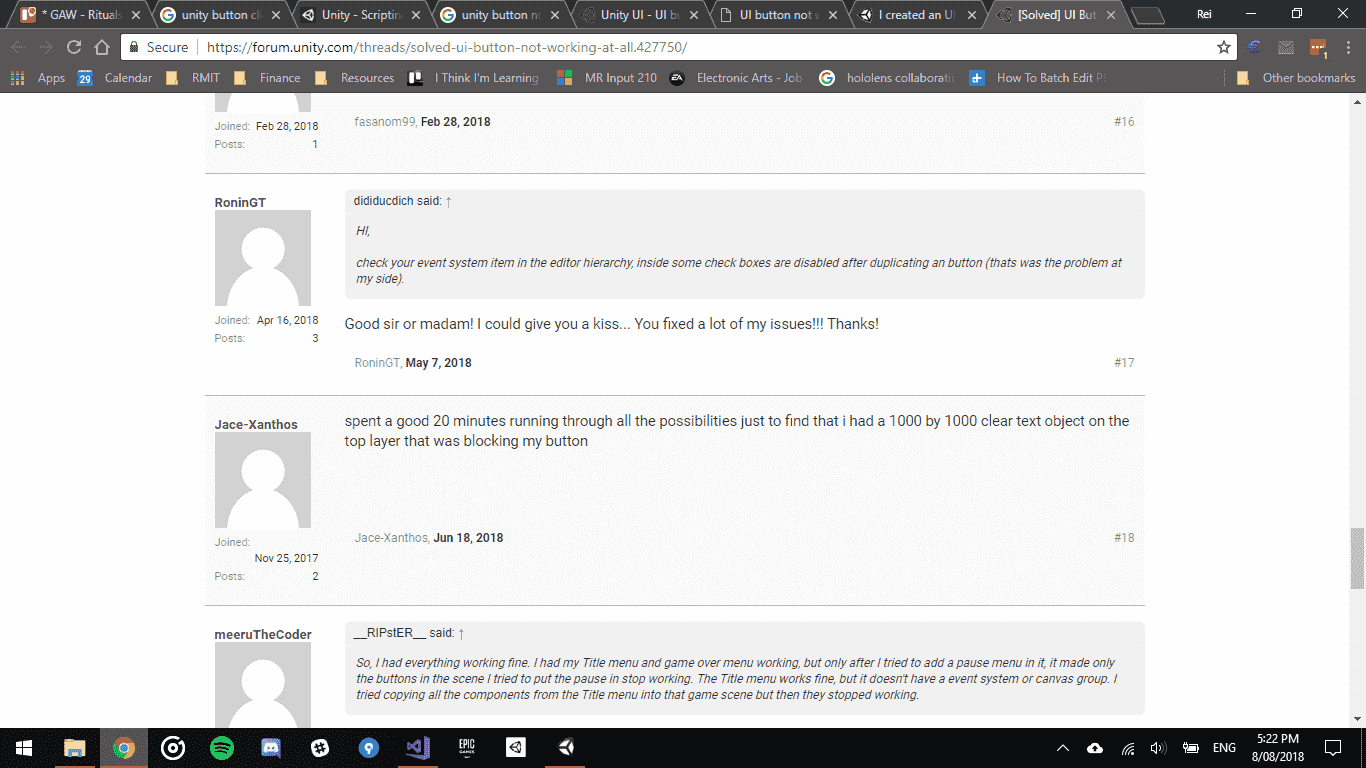 * GAW - Rituals
unity button cli
Unity - Scriptin
unity button no
Unity UI - UI bu
UI button not w
I created an UI
[Solved] UI But
Rei
Secure
https://forum.unity.com/threads/solved-ui-button-not-working-at-all.427750/
Apps
29
Calendar
RMIT
Finance
Resources
I Think I'm Learning
MR Input 210
EA
Electronic Arts - Job
hololens collaborati
How To Batch Edit P
Other bookmarks
1
Joined: Feb 28, 2018
Posts: 1
fasanom99, Feb 28, 2018
#16
RoninGT
Joined: Apr 16, 2018
Posts: 3
dididucdich said: ↑
HI,
check your event system item in the editor hierarchy, inside some check boxes are disabled after duplicating an button (thats was the problem at
my side).
Good sir or madam! I could give you a kiss... You fixed a lot of my issues!!! Thanks!
RoninGT, May 7, 2018
#17
Jace-Xanthos
Joined:
Nov 25, 2017
Posts: 2
spent a good 20 minutes running through all the possibilities just to find that i had a 1000 by 1000 clear text object on the
top layer that was blocking my button
Jace-Xanthos, Jun 18, 2018
#18
meeruTheCoder
__RIPstER__ said: ↑
So, I had everything working fine. I had my Title menu and game over menu working, but only after I tried to add a pause menu in it, it made only
the buttons in the scene I tried to put the pause in stop working. The Title menu works fine, but it doesn't have a event system or canvas group. I
tried copying all the components from the Title menu into that game scene but then they stopped working.
EPIC
GAMES
ENG
5:22 PM
8/08/2018